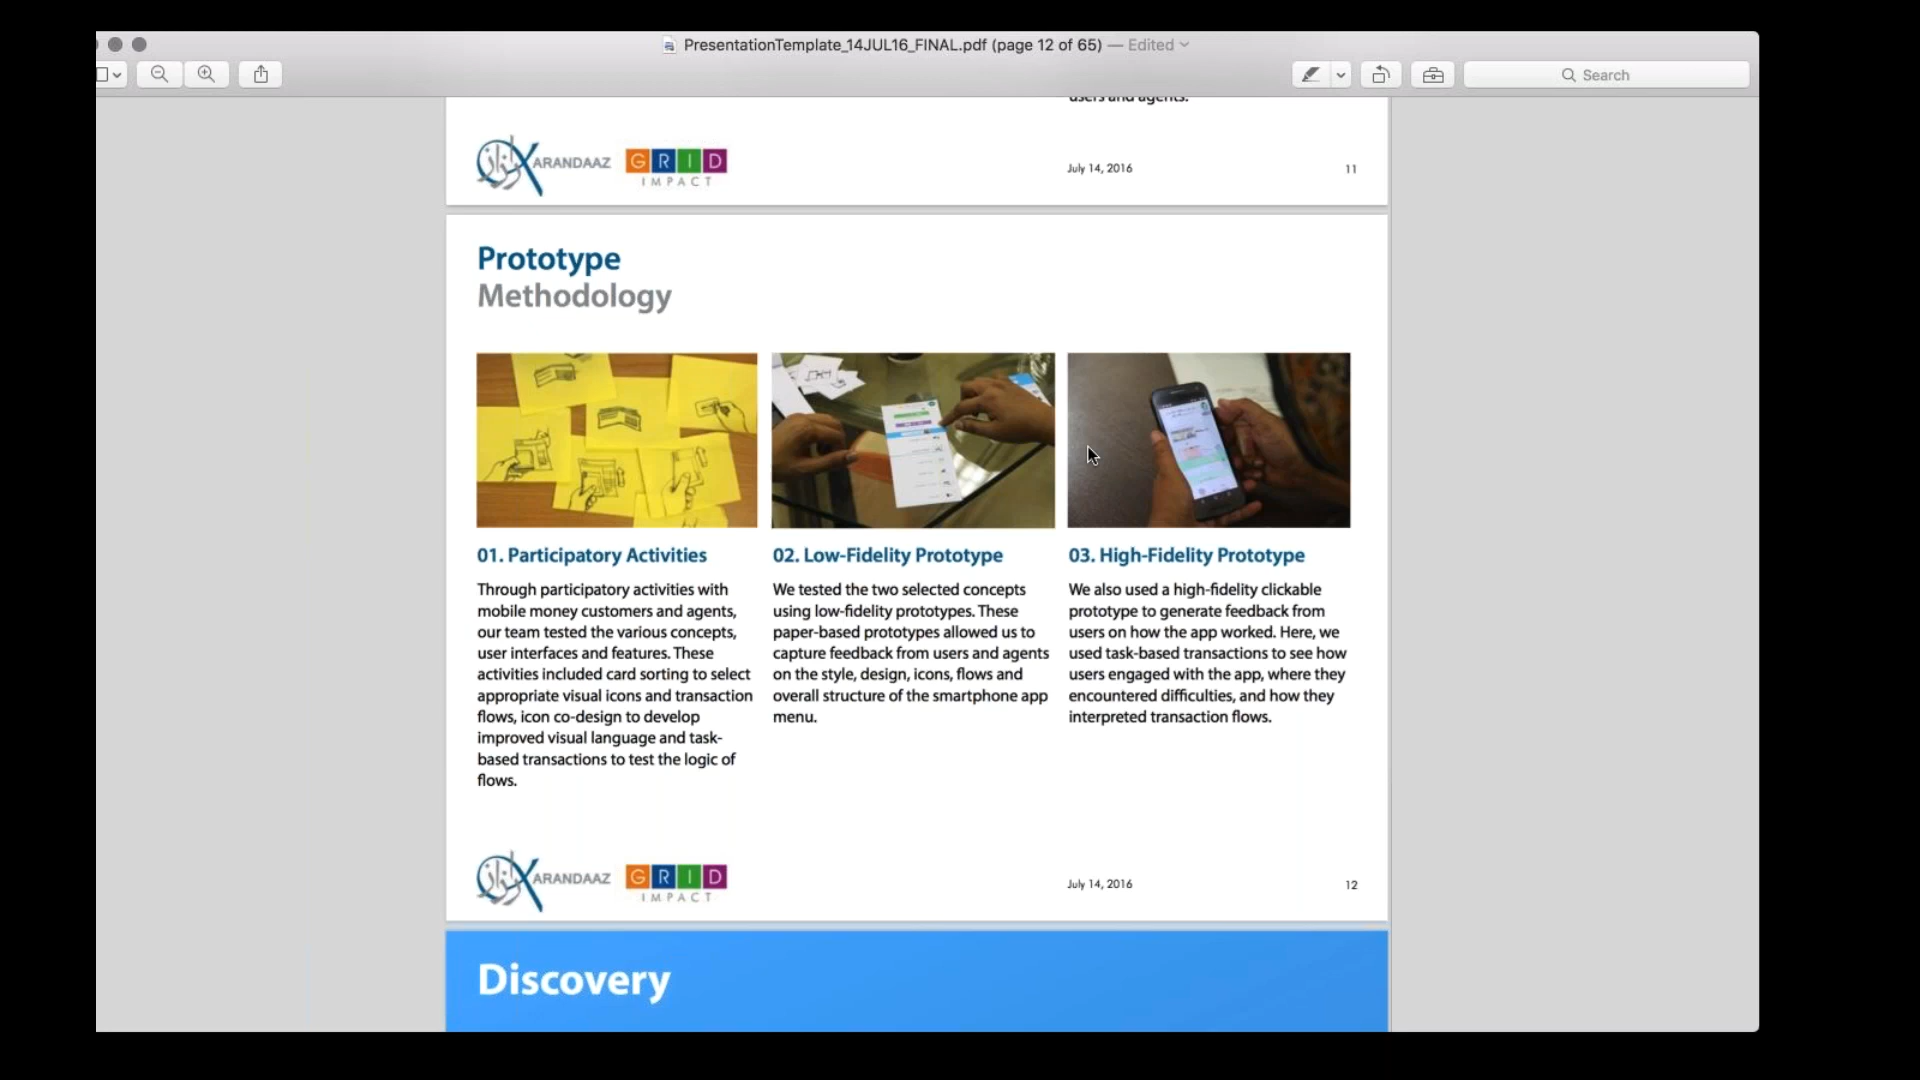 PresentationTemplate_14JUL16_FINAL.pdf (page 12 of 65) — Edited
Search
users and agents.
ARANDAAZ
GRID
IMPACT
July 14, 2016
11
Prototype
Methodology
01. Participatory Activities
Through participatory activities with
mobile money customers and agents,
our team tested the various concepts,
user interfaces and features. These
activities included card sorting to select
appropriate visual icons and transaction
flows, icon co-design to develop
improved visual language and task-
based transactions to test the logic of
flows.
02. Low-Fidelity Prototype
We tested the two selected concepts
using low-fidelity prototypes. These
paper-based prototypes allowed us to
capture feedback from users and agents
on the style, design, icons, flows and
overall structure of the smartphone app
menu.
03. High-Fidelity Prototype
We also used a high-fidelity clickable
prototype to generate feedback from
users on how the app worked. Here, we
used task-based transactions to see how
users engaged with the app, where they
encountered difficulties, and how they
interpreted transaction flows.
ARANDAAZ
GRID
IMPACT
July 14, 2016
12
Discovery